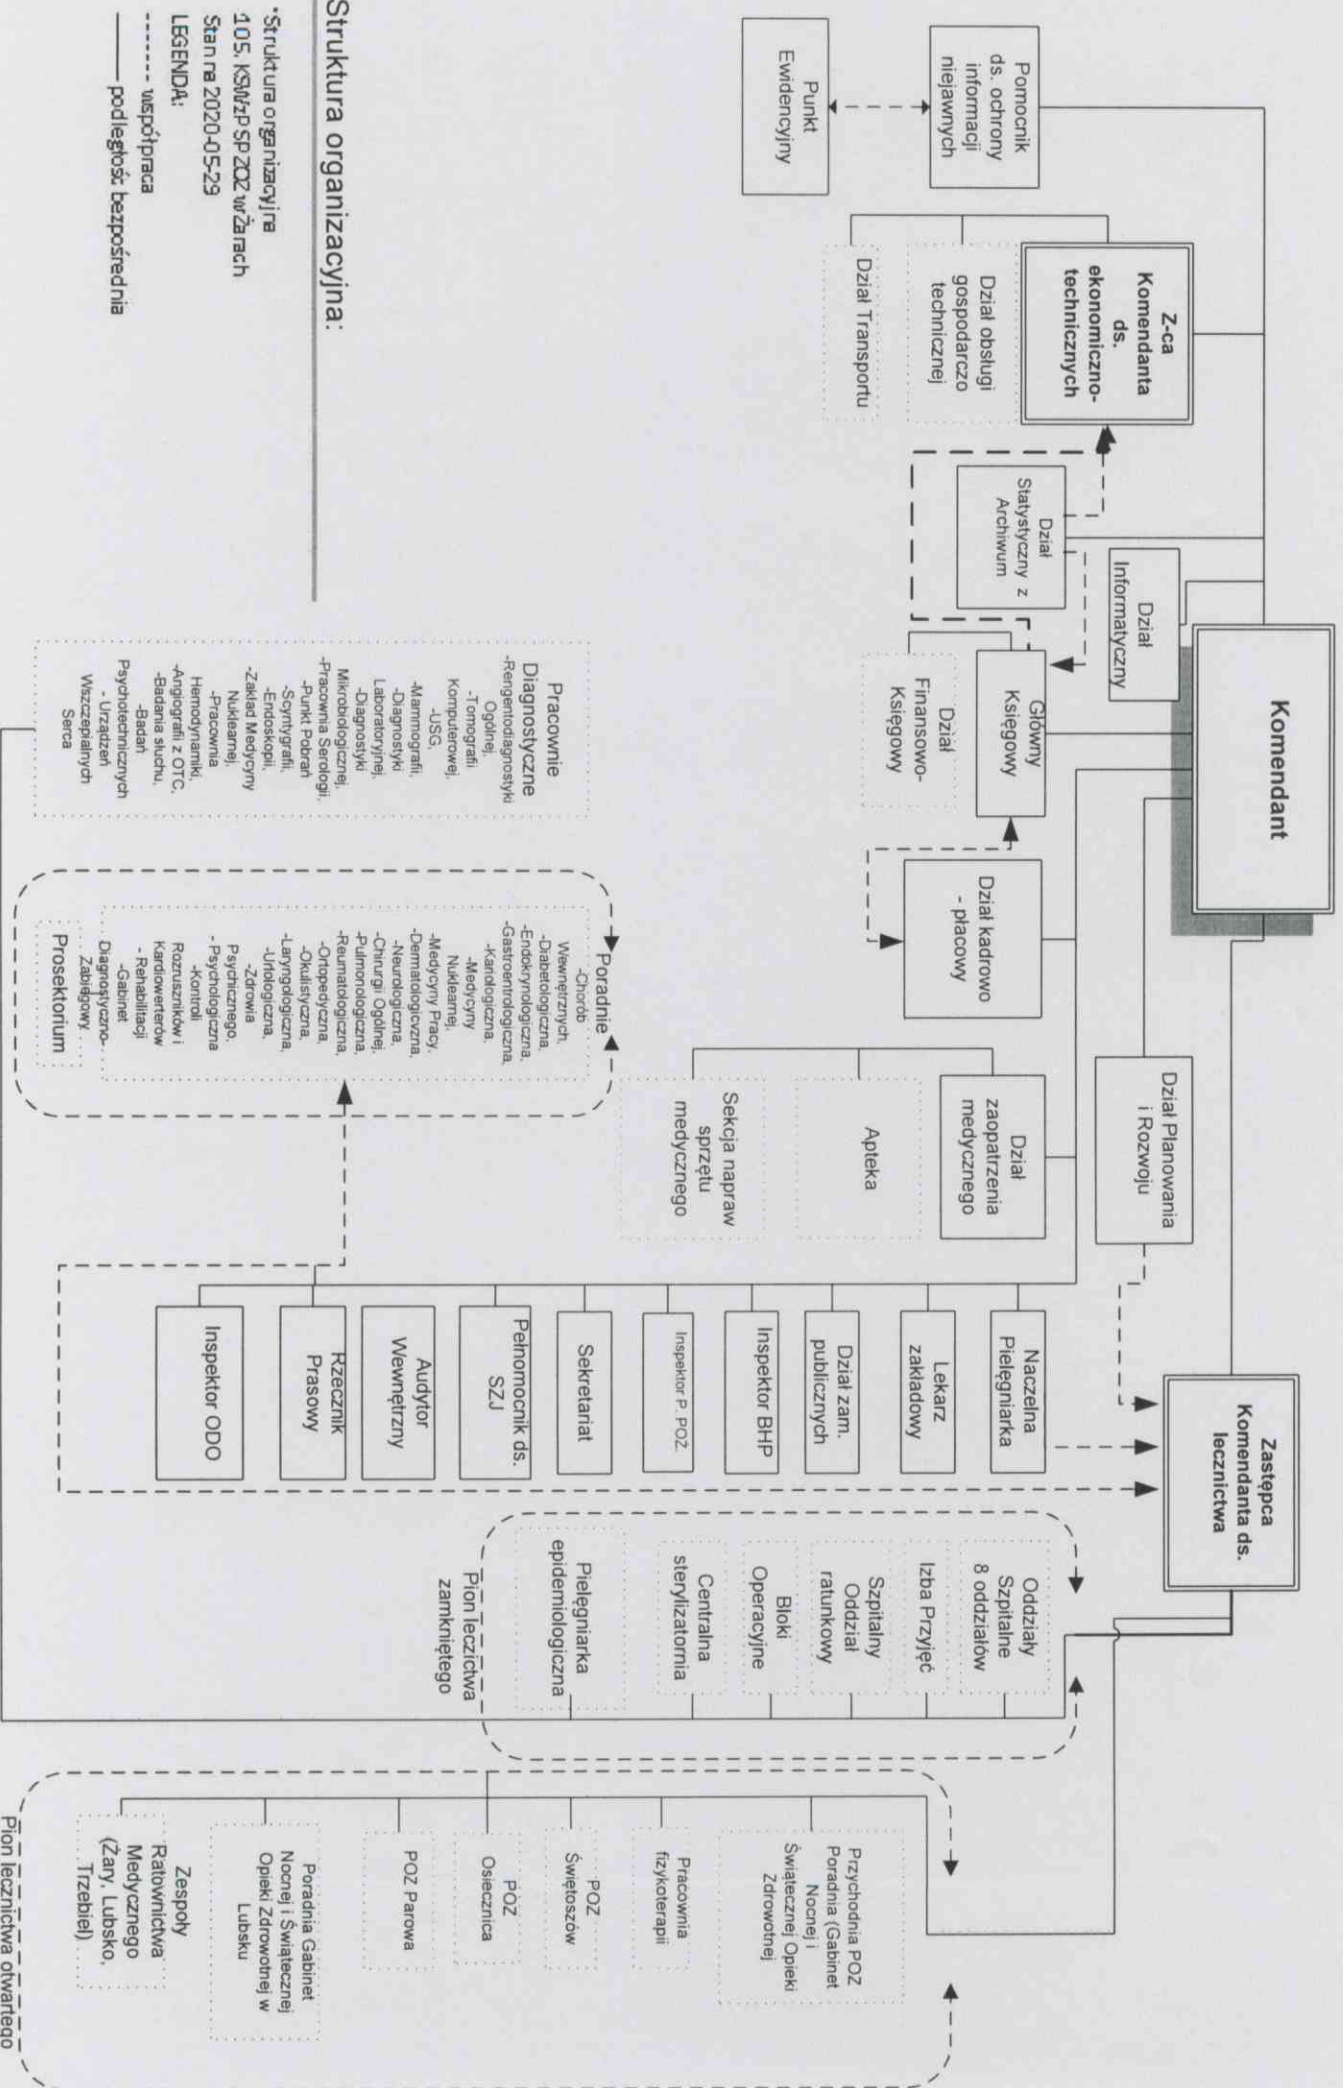 Struktura organizacyjna:
*Struktura organizacyjna
105. KSWzP SP ZOZ w Żarach
Stan na 2020-05-29
LEGENDA:
------ współpraca
——— podległość bezpośrednia
Komendant
Pomocnik
ds. ochrony
informacji
niejawnych
Punkt
Ewidencyjny
Z-ca
Komendanta
ds.
ekonomiczno-
technicznych
Dział obsługi
gospodarczo
technicznej
Dział Transportu
Dział
Statystyczny z
Archiwum
Dział
Informatyczny
Główny
Księgowy
Dział
Finansowo-
Księgowy
Dział kadrowo
- płacowy
Dział Planowania
i Rozwoju
Dział
zaopatrzenia
medycznego
Apteka
Sekcja napraw
sprzętu
medycznego
Naczelna
Pielęgniarka
Lekarz
zakładowy
Dział zam.
publicznych
Inspektor BHP
Inspektor P. POŻ.
Sekretariat
Pełnomocnik ds.
SZJ
Audytor
Wewnętrzny
Rzecznik
Prasowy
Inspektor ODO
Zastępca
Komendanta ds.
lecznictwa
Oddziały
Szpitalne
8 oddziałów
Izba Przyjęć
Szpitalny
Oddział
ratunkowy
Bloki
Operacyjne
Centralna
sterylizatornia
Pielęgniarka
epidemiologiczna
Pion leczictwa
zamkniętego
Przychodnia POZ
Poradnia (Gabinet
Nocnej i
Świątecznej Opieki
Zdrowotnej
Pracownia
fizykoterapii
POZ
Świętoszów
POZ
Osiecznica
POZ Parowa
Poradnia Gabinet
Nocnej i Świątecznej
Opieki Zdrowotnej w
Lubsku
Zespoły
Ratownictwa
Medycznego
(Żary, Lubsko,
Trzebiel)
Pion lecznictwa otwartego
Pracownie
Diagnostyczne
-Rengentodiagnostyki
Ogólnej,
-Tomografii
Komputerowej,
-USG,
-Mammografii,
-Diagnostyki
Laboratoryjnej,
-Diagnostyki
Mikrobiologicznej,
-Pracownia Serologii,
-Punkt Pobrań
-Scyntygrafii,
-Endoskopii,
-Zakład Medycyny
Nuklearnej,
-Pracownia
Hemodynamiki,
-Angiografii z OTC,
-Badania słuchu,
-Badań
Psychotechnicznych
- Urządzeń
Wszczepialnych
Serca
Poradnie
-Chorób
Wewnętrznych,
-Diabetologiczna,
-Endokrynologiczna,
-Gastroentrologiczna,
-Kariologiczna,
-Medycyny
Nuklearnej,
-Medycyny Pracy,
-Dermatologicvzna,
-Neurologiczna,
-Chirurgii Ogólnej,
-Pulmonologiczna,
-Reumatologiczna,
-Ortopedyczna,
-Okulistyczna,
-Laryngologiczna,
-Urlologiczna,
-Zdrowia
Psychicznego,
- Psychologiczna
-Kontroli
Rozruszników i
Kardiowerterów
- Rehabilitacji
-Gabinet
Diagnostyczno-
Zabiegowy,
Prosektorium